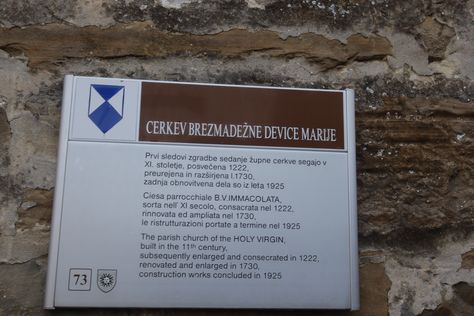 CERKEV BREZMADEŽNE DEVICE MARIJE
Prvi sledovi zgradbe sedanje župne cerkve segajo v
XI. stoletje, posvečena 1222,
preurejena in razširjena l.1730,
zadnja obnovitvena dela so iz leta 1925
Ciesa parrocchiale B.V.IMMACOLATA,
sorta nell' XI secolo, consacrata nel 1222,
rinnovata ed ampliata nel 1730,
le ristrutturazioni portate a termine nel 1925
The parish church of the HOLY VIRGIN,
built in the 11th century,
subsequently enlarged and consecrated in 1222,
renovated and enlarged in 1730,
construction works concluded in 1925
73